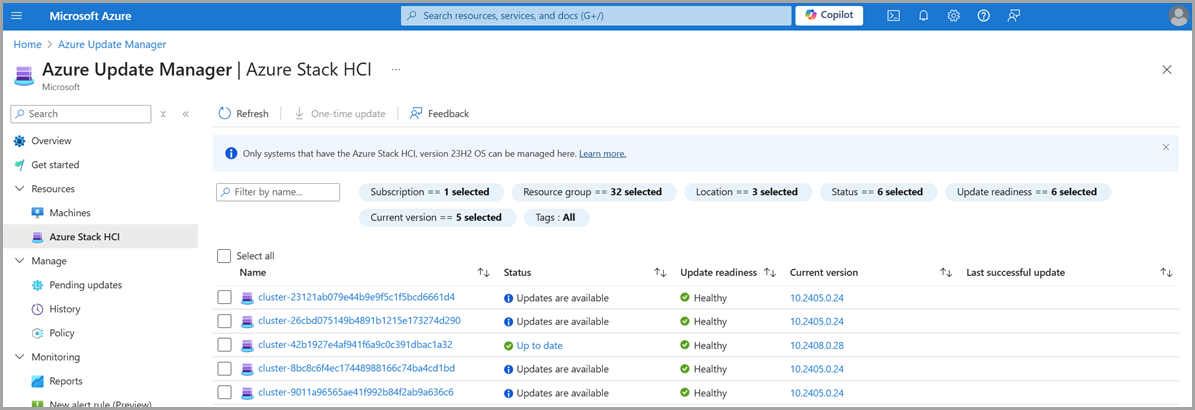 Microsoft Azure
Search resources, services, and docs (G+/)
Copilot
Home > Azure Update Manager
Azure Update Manager | Azure Stack HCI ...
Microsoft
Search
Refresh
One-time update
Feedback
Overview
Get started
Resources
Machines
Azure Stack HCI
Manage
Pending updates
History
Policy
Monitoring
Reports
New alert rule (Preview)
Only systems that have the Azure Stack HCI, version 23H2 OS can be managed here. Learn more.
Filter by name...
Subscription == 1 selected
Resource group == 32 selected
Location == 3 selected
Status == 6 selected
Update readiness == 6 selected
Current version == 5 selected
Tags : All
Select all
Name Status Update readiness Current version Last successful update
cluster-23121ab079e44b9e9f5c1f5bcd6661d4 Updates are available Healthy 10.2405.0.24
cluster-26cbd075149b4891b1215e173274d290 Updates are available Healthy 10.2405.0.24
cluster-42b1927e4af941f6a9c0c391dbac1a32 Up to date Healthy 10.2408.0.28
cluster-8bc8c6f4ec17448988166c74ba4cd1bd Updates are available Healthy 10.2405.0.24
cluster-9011a96565ae41f992b84f2ab9a636c6 Updates are available Healthy 10.2405.0.24